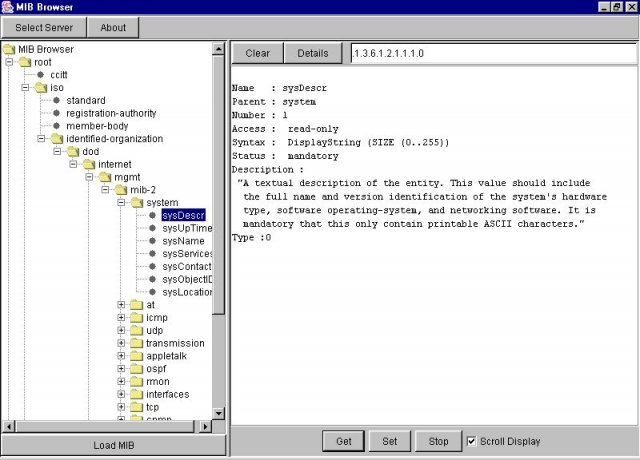 MIB Browser
Select Server About
MIB Browser
root
ccitt
iso
standard
registration-authority
member-body
identified-organization
dod
internet
mgmt
mib-2
system
sysDescr
sysUpTime
sysName
sysServices
sysContact
sysObjectID
sysLocation
at
icmp
udp
transmission
appletalk
ospf
rmon
interfaces
tcp
snmp
Load MIB
Clear Details .1.3.6.1.2.1.1.1.0
Name : sysDescr
Parent : system
Number : 1
Access : read-only
Syntax : DisplayString (SIZE (0..255))
Status : mandatory
Description :
"A textual description of the entity. This value should include
the full name and version identification of the system's hardware
type, software operating-system, and networking software. It is
mandatory that this only contain printable ASCII characters."
Type :0
Get Set Stop Scroll Display